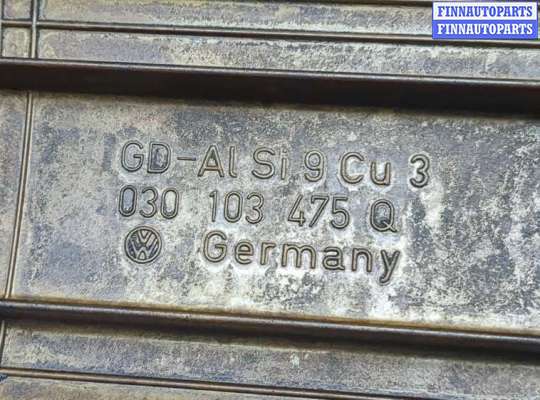 FINNAUTOPARTS
FINNAUTOPARTS
GD-Al Si 9 Cu 3
030 103 475 Q
VW Germany